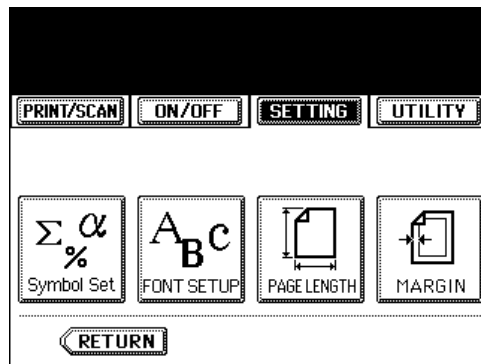 PRINT/SCAN ON/OFF SETTING UTILITY
Σ α % A B C
Symbol Set FONT SETUP PAGE LENGTH MARGIN
RETURN